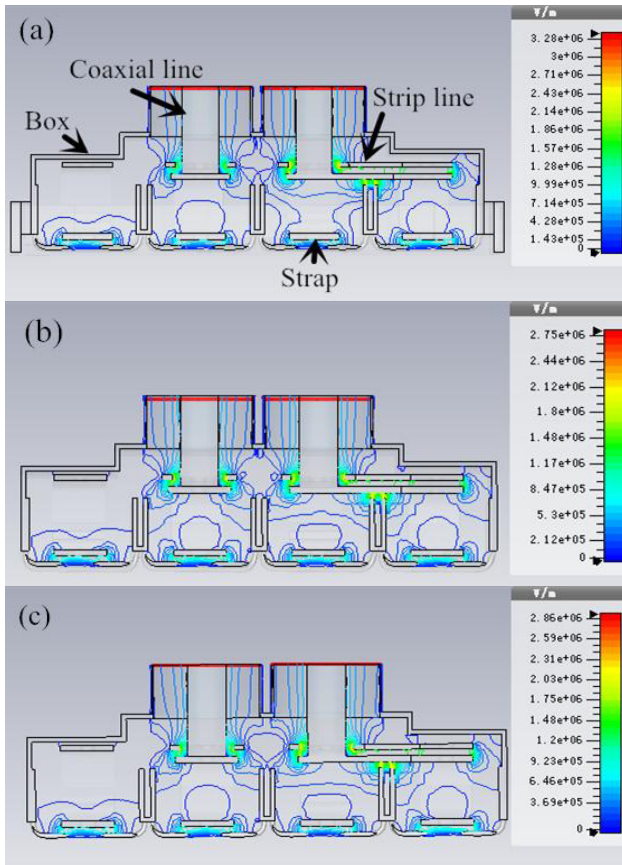 (a)
Coaxial line
Box
Strip line
Strap
V/m
3.28e+06
3e+06
2.71e+06
2.43e+06
2.14e+06
1.86e+06
1.57e+06
1.28e+06
9.99e+05
7.14e+05
4.28e+05
1.43e+05
0
(b)
V/m
2.75e+06
2.44e+06
2.12e+06
1.8e+06
1.48e+06
1.17e+06
8.47e+05
5.3e+05
2.12e+05
0
(c)
V/m
2.86e+06
2.59e+06
2.31e+06
2.03e+06
1.75e+06
1.48e+06
1.2e+06
9.23e+05
6.46e+05
3.69e+05
0